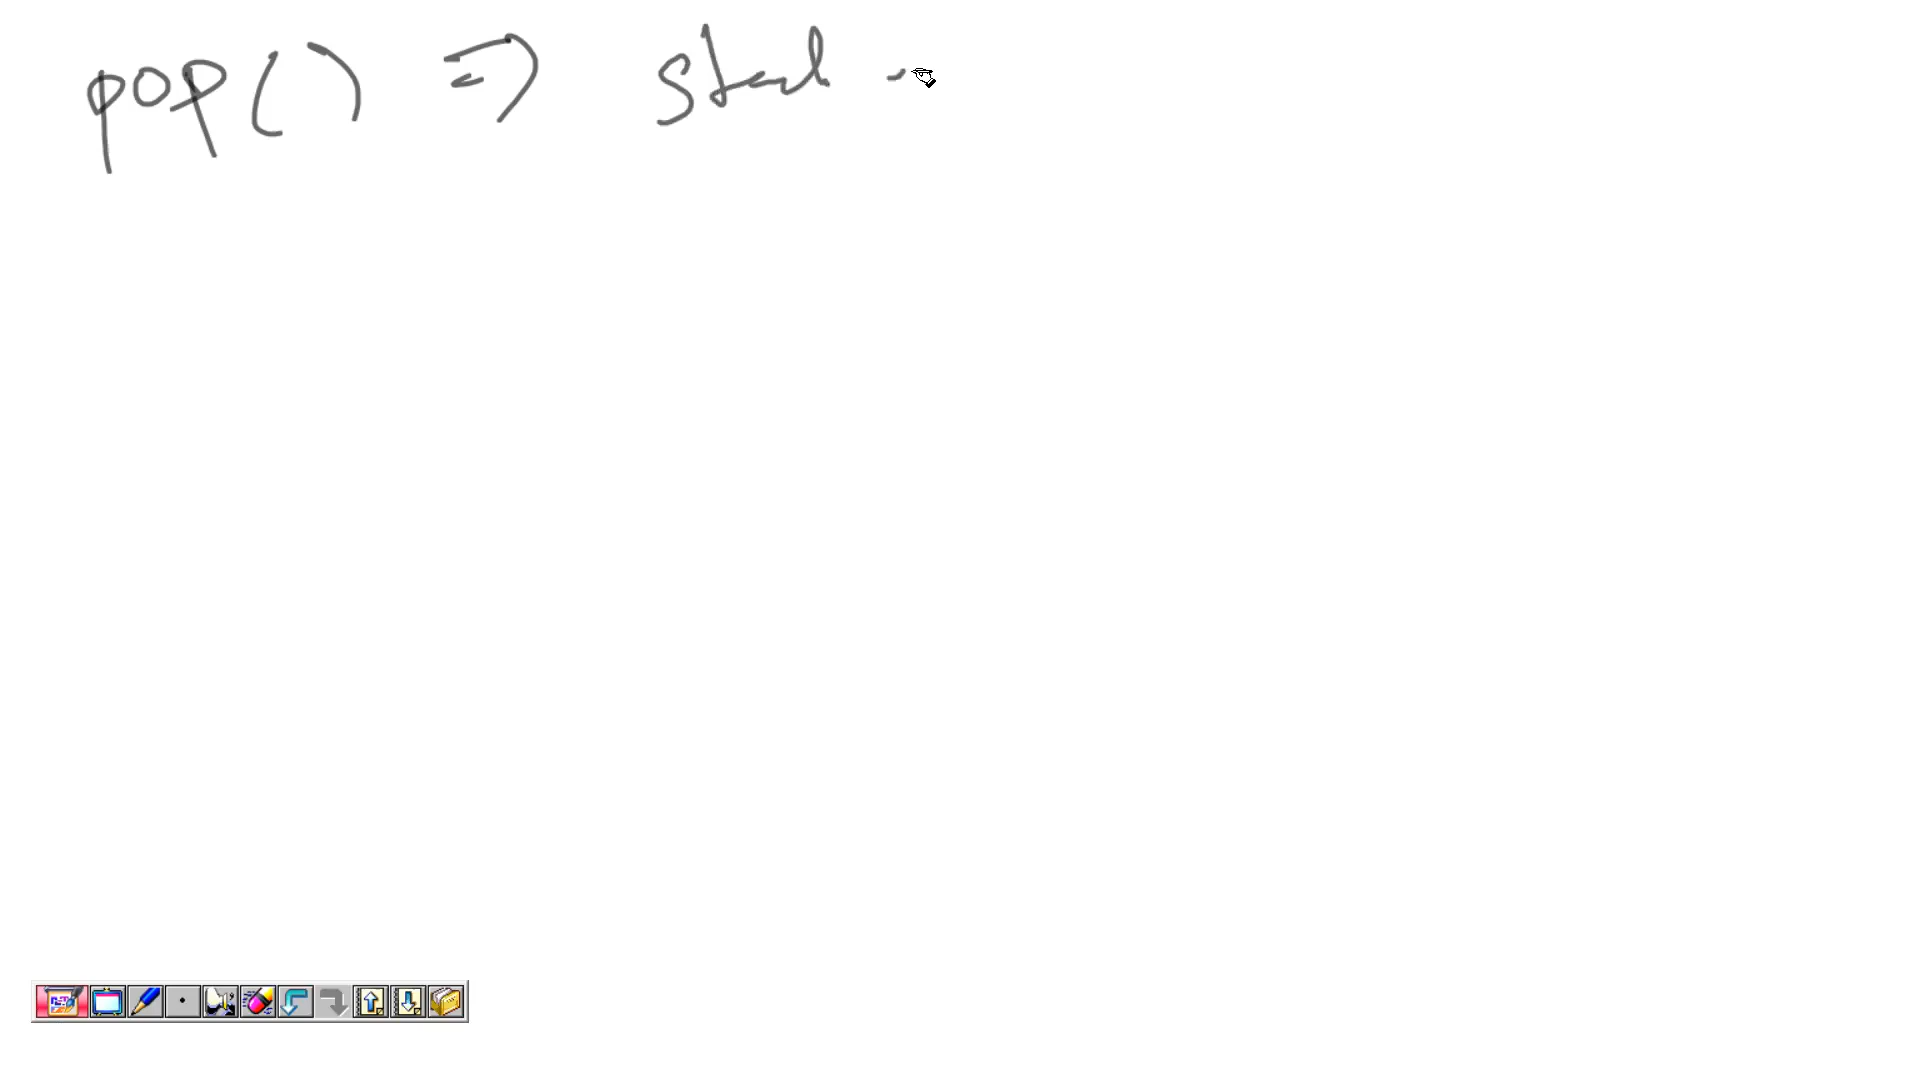 pop() => stack -